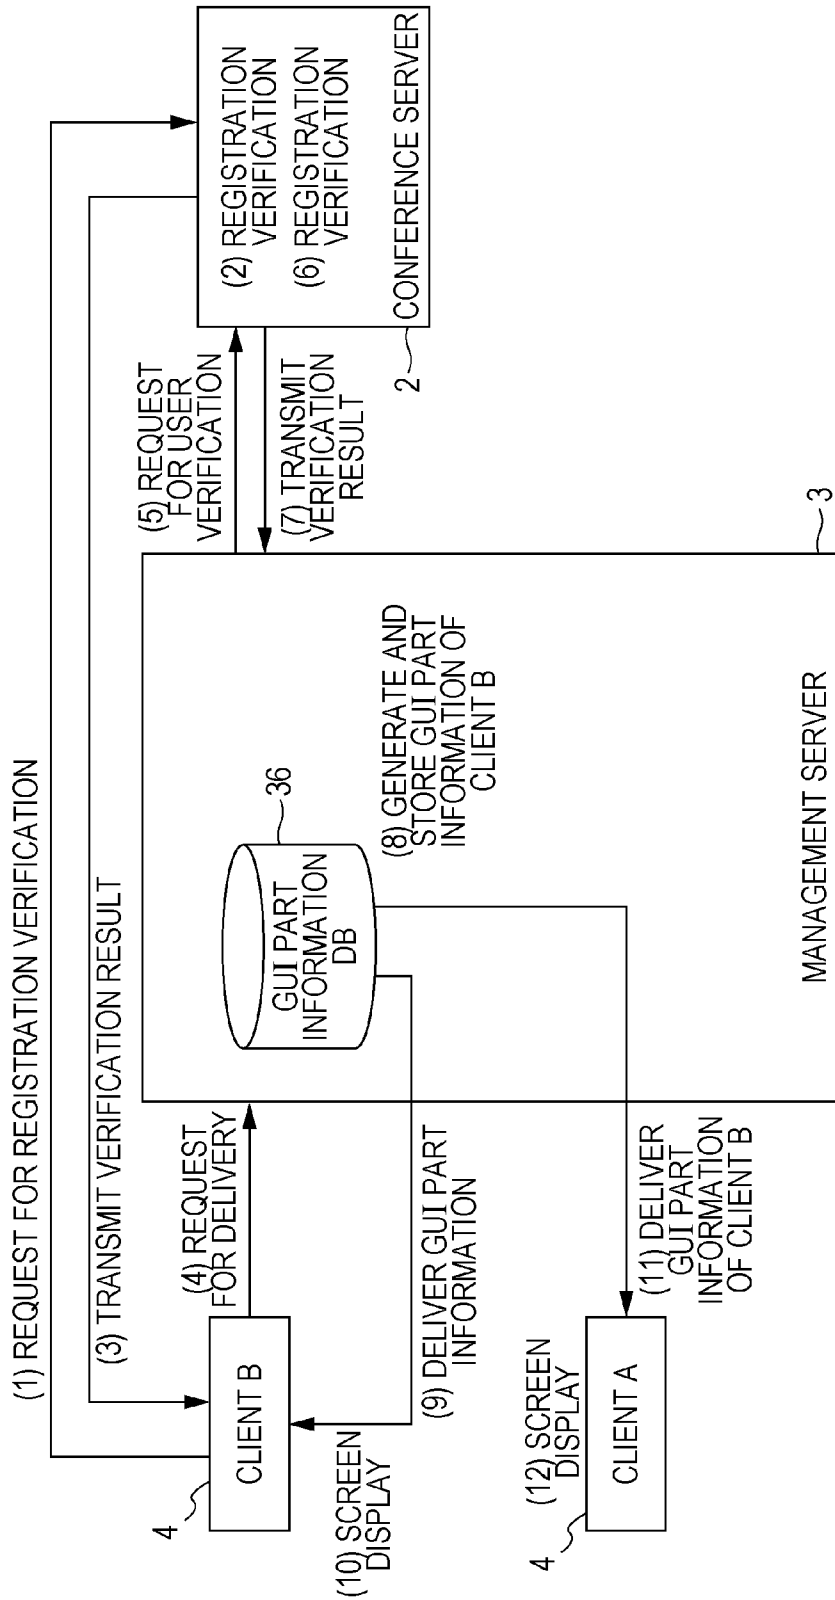 (1) REQUEST FOR REGISTRATION VERIFICATION
(3) TRANSMIT VERIFICATION RESULT
4
CLIENT B
(4) REQUEST
FOR DELIVERY
(10) SCREEN
DISPLAY
(9) DELIVER GUI PART
INFORMATION
GUI PART
INFORMATION
DB
36
(8) GENERATE AND
STORE GUI PART
INFORMATION OF
CLIENT B
(5) REQUEST
FOR USER
VERIFICATION
(7) TRANSMIT
VERIFICATION
RESULT
(2) REGISTRATION
VERIFICATION
(6) REGISTRATION
VERIFICATION
CONFERENCE SERVER
2
(12) SCREEN
DISPLAY
4
CLIENT A
(11) DELIVER
GUI PART
INFORMATION
OF CLIENT B
MANAGEMENT SERVER
3